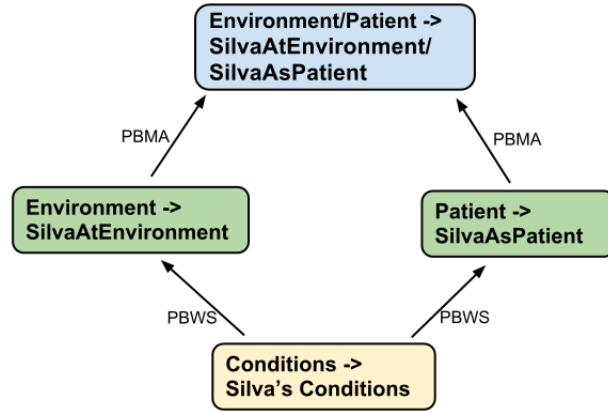 Environment/Patient ->
SilvaAtEnvironment/
SilvaAsPatient
PBMA
PBMA
Environment ->
SilvaAtEnvironment
Patient ->
SilvaAsPatient
PBWS
PBWS
Conditions ->
Silva's Conditions